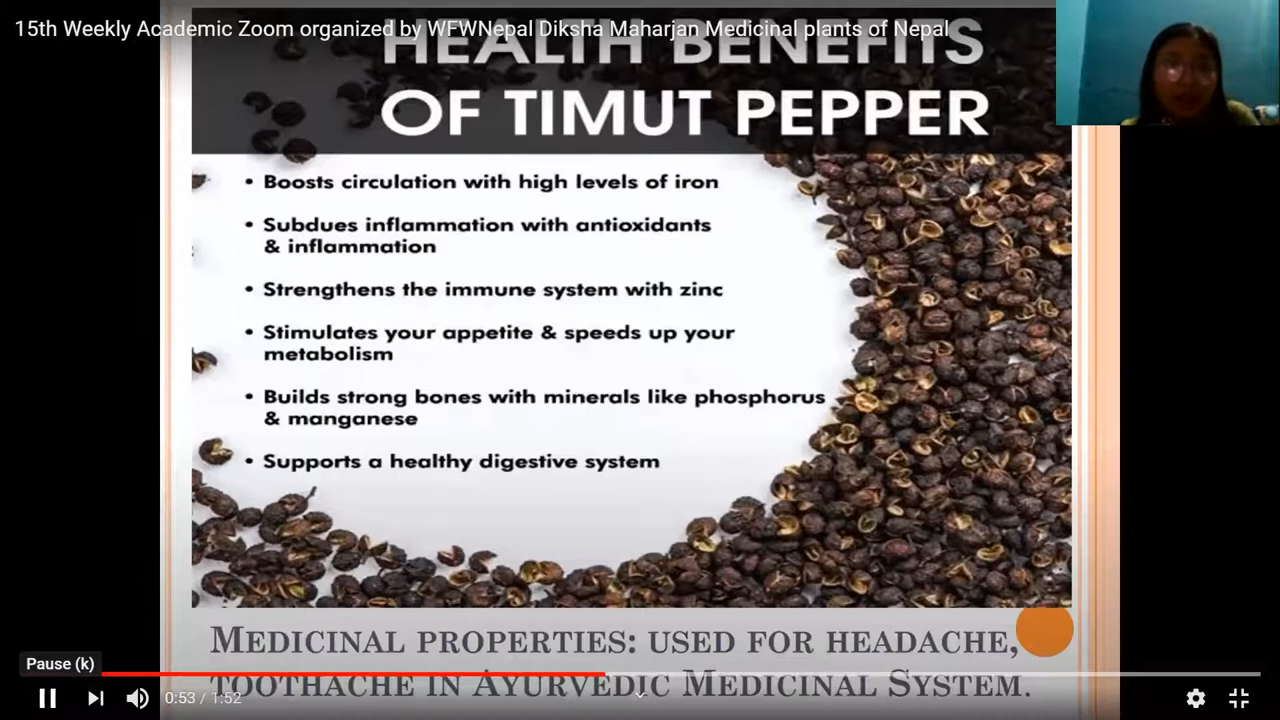 15th Weekly Academic Zoom organized by WFWNepal Diksha Maharjan Medicinal plants of Nepal
HEALTH BENEFITS
OF TIMUT PEPPER
• Boosts circulation with high levels of iron
• Subdues inflammation with antioxidants
& inflammation
• Strengthens the immune system with zinc
• Stimulates your appetite & speeds up your
metabolism
• Builds strong bones with minerals like phosphorus
& manganese
• Supports a healthy digestive system
MEDICINAL PROPERTIES: USED FOR HEADACHE,
TOOTHACHE IN AYURVEDIC MEDICINAL SYSTEM.
Pause (k)
0:53 / 1:52